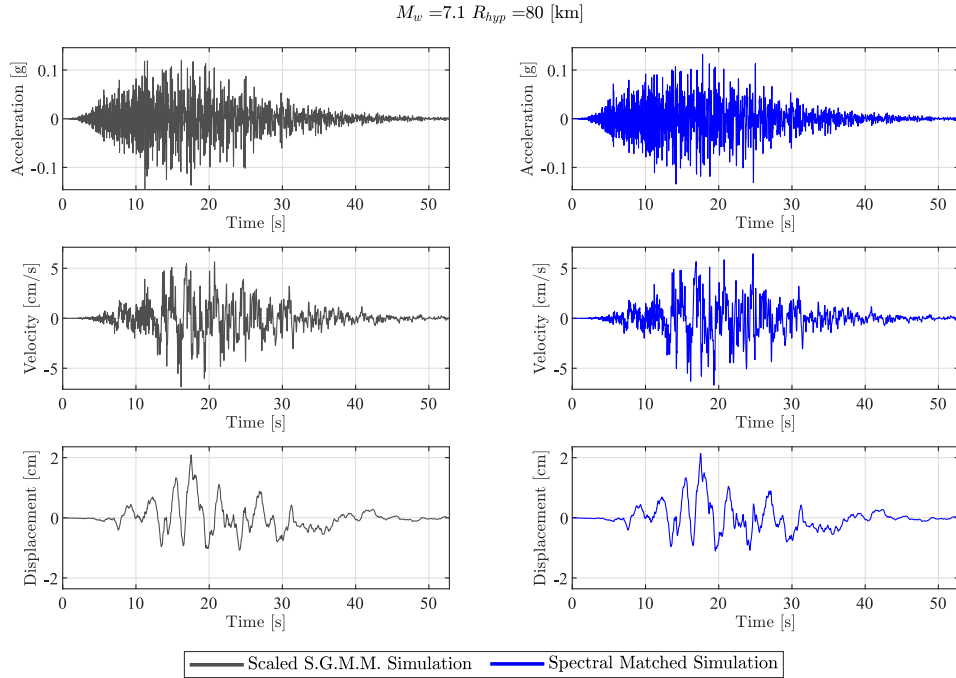 M_w =7.1 R_hyp =80 [km]
Acceleration [g]
0.1
0
-0.1
0 10 20 30 40 50
Time [s]
Acceleration [g]
0.1
0
-0.1
0 10 20 30 40 50
Time [s]
Velocity [cm/s]
5
0
-5
0 10 20 30 40 50
Time [s]
Velocity [cm/s]
5
0
-5
0 10 20 30 40 50
Time [s]
Displacement [cm]
2
0
-2
0 10 20 30 40 50
Time [s]
Displacement [cm]
2
0
-2
0 10 20 30 40 50
Time [s]
Scaled S.G.M.M. Simulation
Spectral Matched Simulation